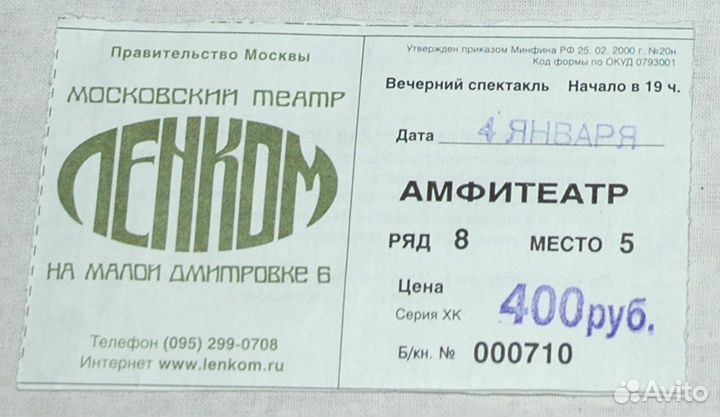 Правительство Москвы
МОСКОВСКИЙ ТЕАТР
ЛЕНКОМ
НА МАЛОЙ ДМИТРОВКЕ 6
Телефон (095) 299-0708
Интернет www.lenkom.ru
Утвержден приказом Минфина РФ 25. 02. 2000 г. №20н
Код формы по ОКУД 0793001
Вечерний спектакль Начало в 19 ч.
Дата 4 ЯНВАРЯ
АМФИТЕАТР
РЯД 8 МЕСТО 5
Цена 400 руб.
Серия ХК
Б/кн. № 000710
Avito